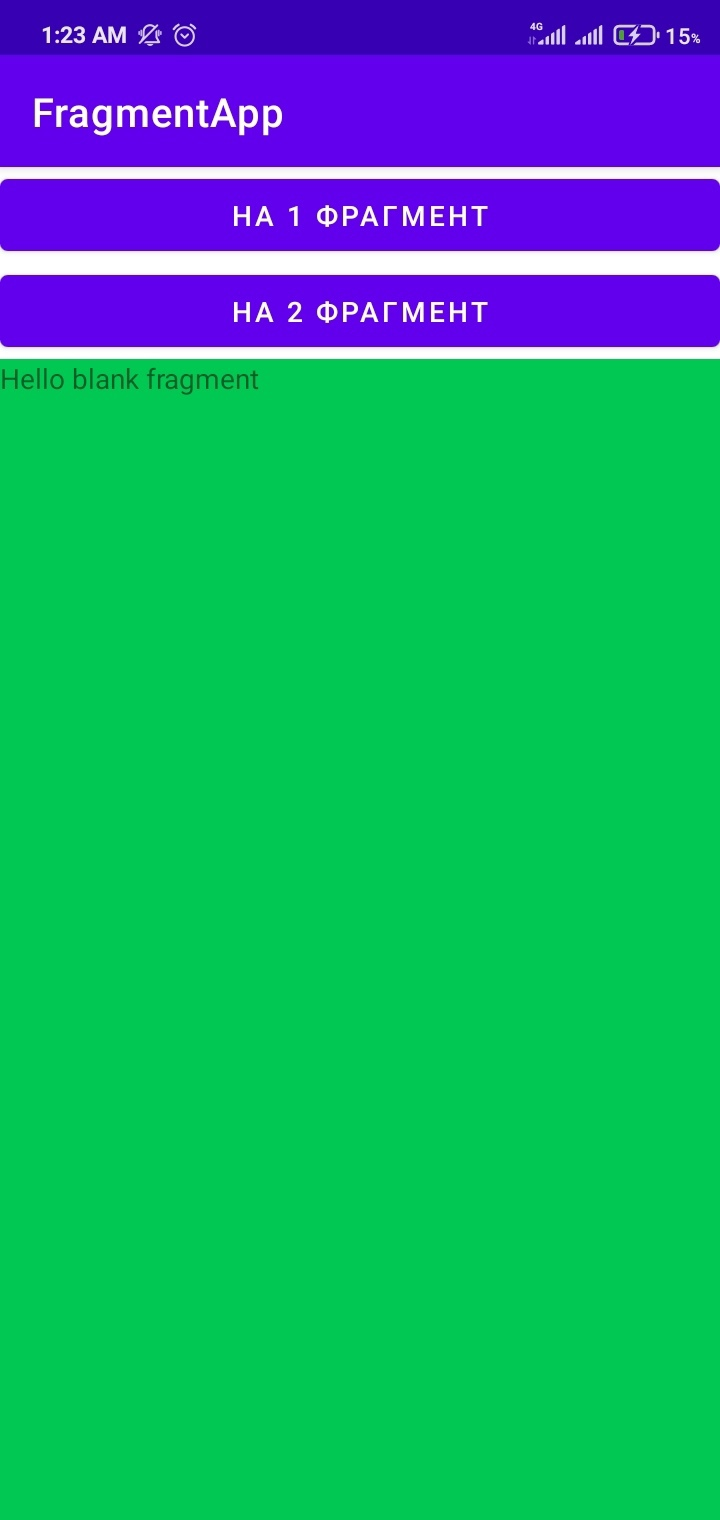 1:23 AM
4G
15%
FragmentApp
НА 1 ФРАГМЕНТ
НА 2 ФРАГМЕНТ
Hello blank fragment